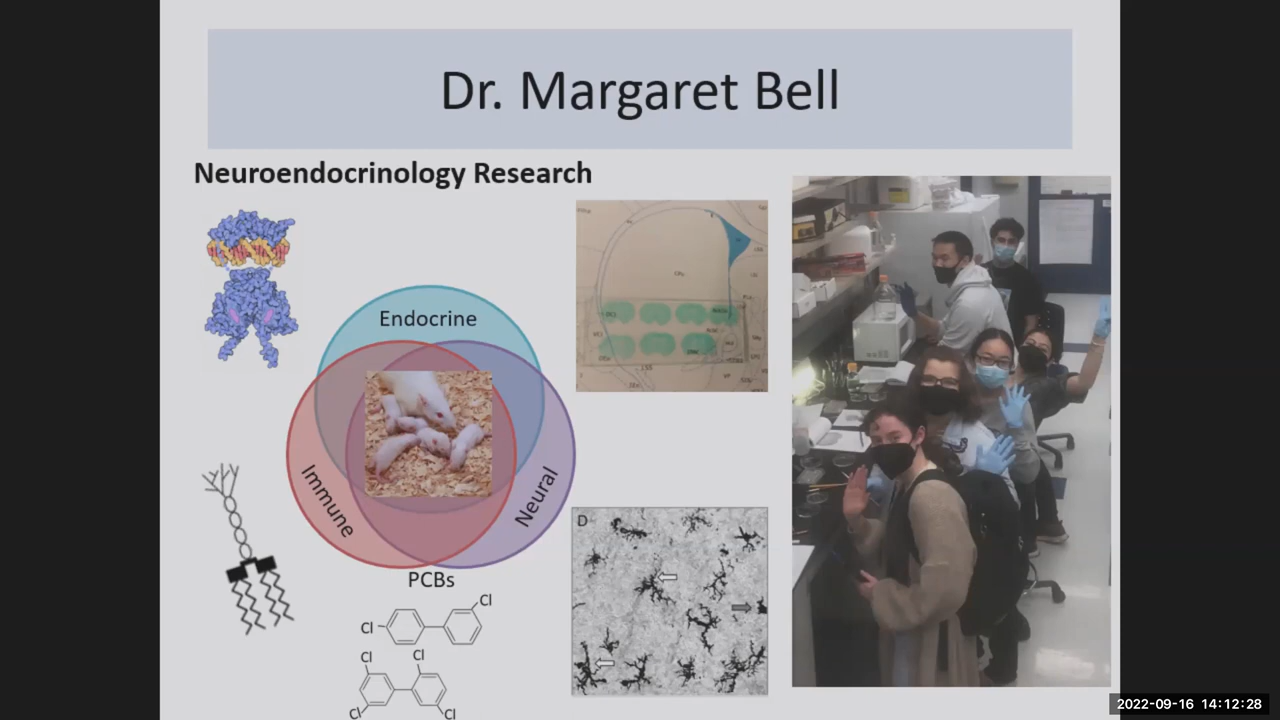 Dr. Margaret Bell
Neuroendocrinology Research
Endocrine
Immune
Neural
PCBs
Cl
Cl
Cl
Cl
Cl
Cl
D
2022-09-16 14:12:28